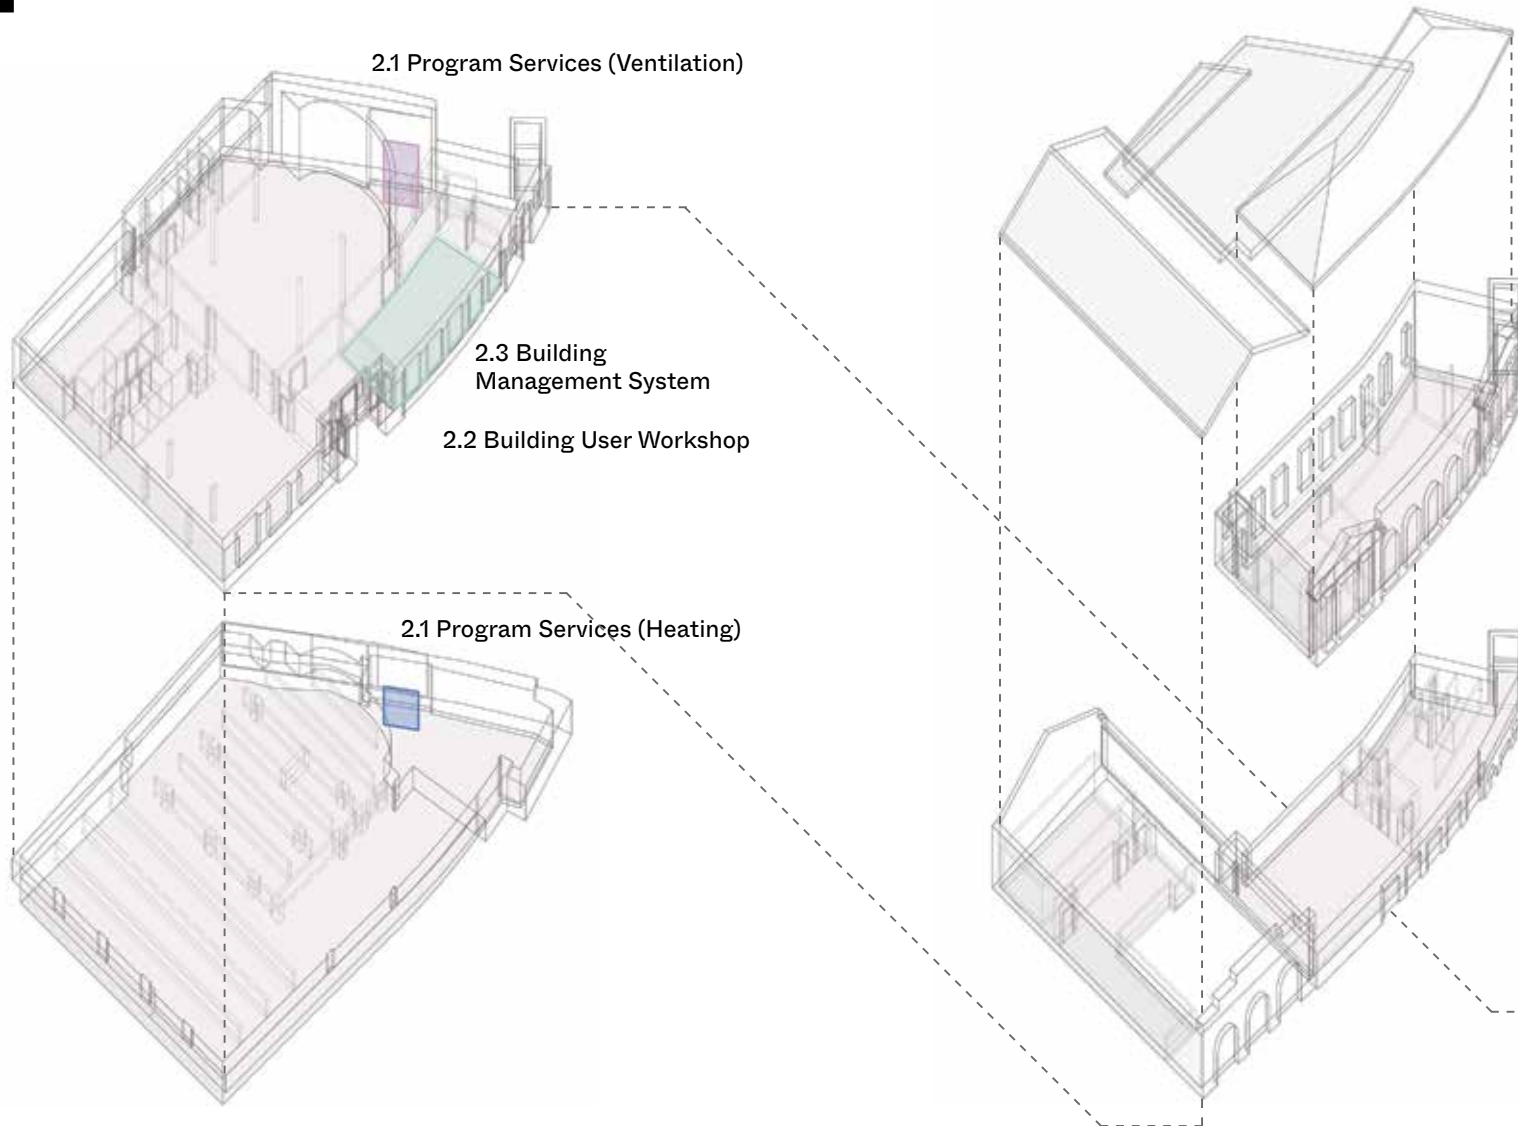 2.1 Program Services (Ventilation)
2.3 Building
Management System
2.2 Building User Workshop
2.1 Program Services (Heating)